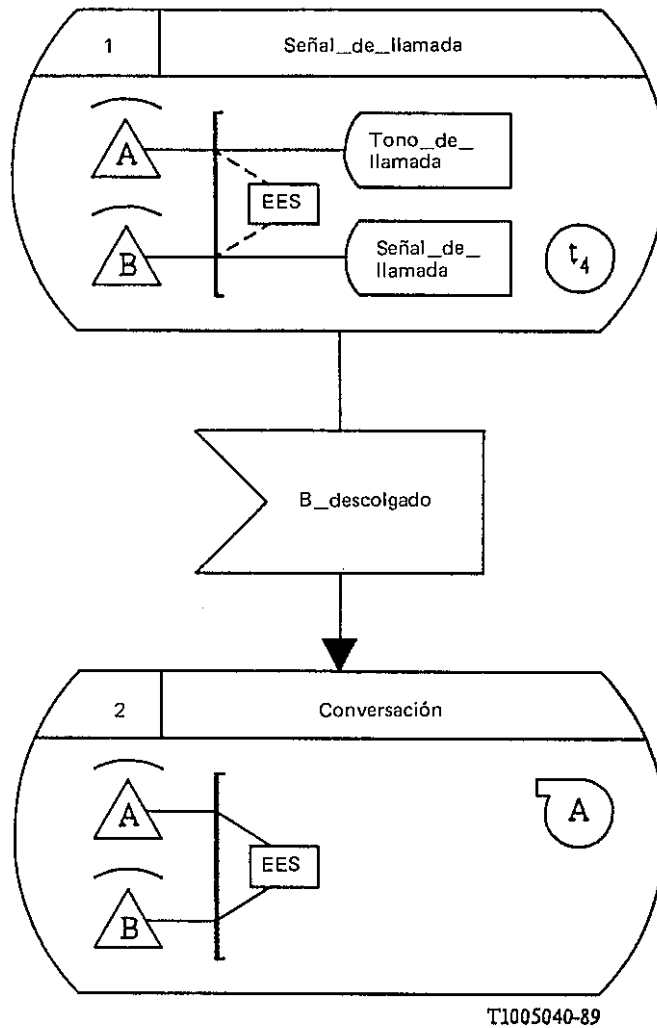 1
Señal_de_llamada
A
Tono_de_
llamada
EES
B
Señal_de_
llamada
t4
B_descolgado
2
Conversación
A
A
EES
B
T1005040-89